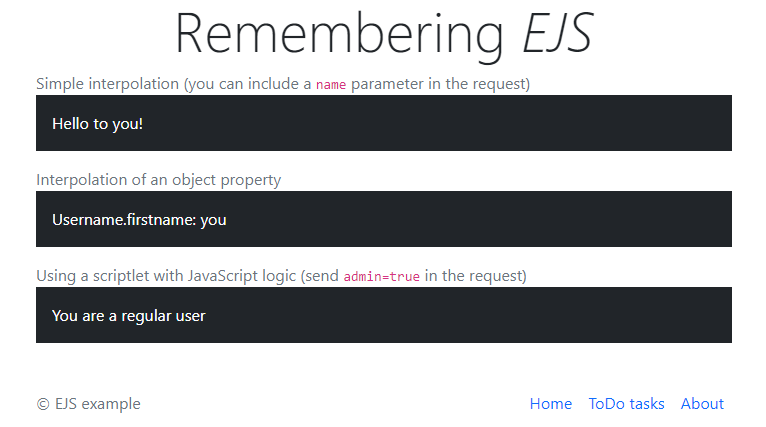 Remembering EJS
Simple interpolation (you can include a name parameter in the request)
Hello to you!
Interpolation of an object property
Username.firstname: you
Using a scriptlet with JavaScript logic (send admin=true in the request)
You are a regular user
© EJS example Home ToDo tasks About